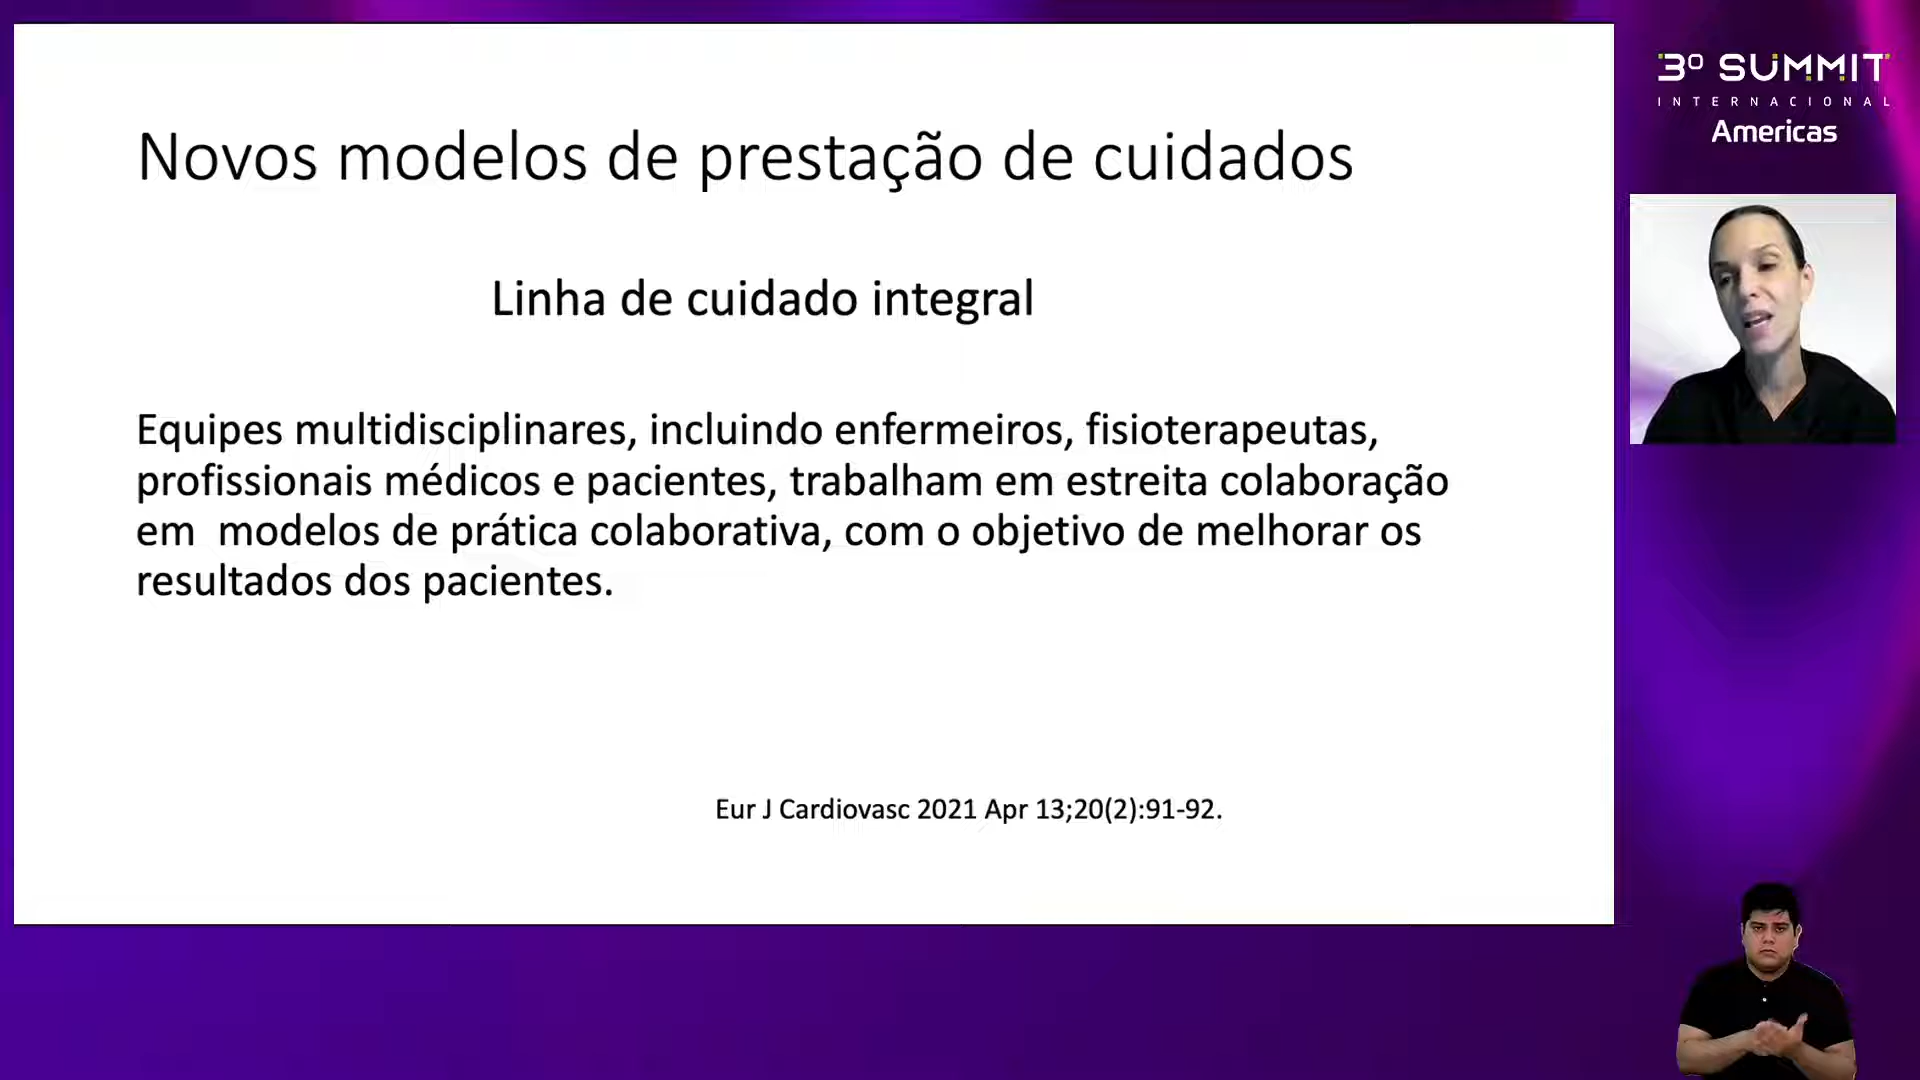 Novos modelos de prestação de cuidados
Linha de cuidado integral
Equipes multidisciplinares, incluindo enfermeiros, fisioterapeutas,
profissionais médicos e pacientes, trabalham em estreita colaboração
em  modelos de prática colaborativa, com o objetivo de melhorar os
resultados dos pacientes.
Eur J Cardiovasc 2021 Apr 13;20(2):91-92.
3º SUMMIT
INTERNACIONAL
Americas